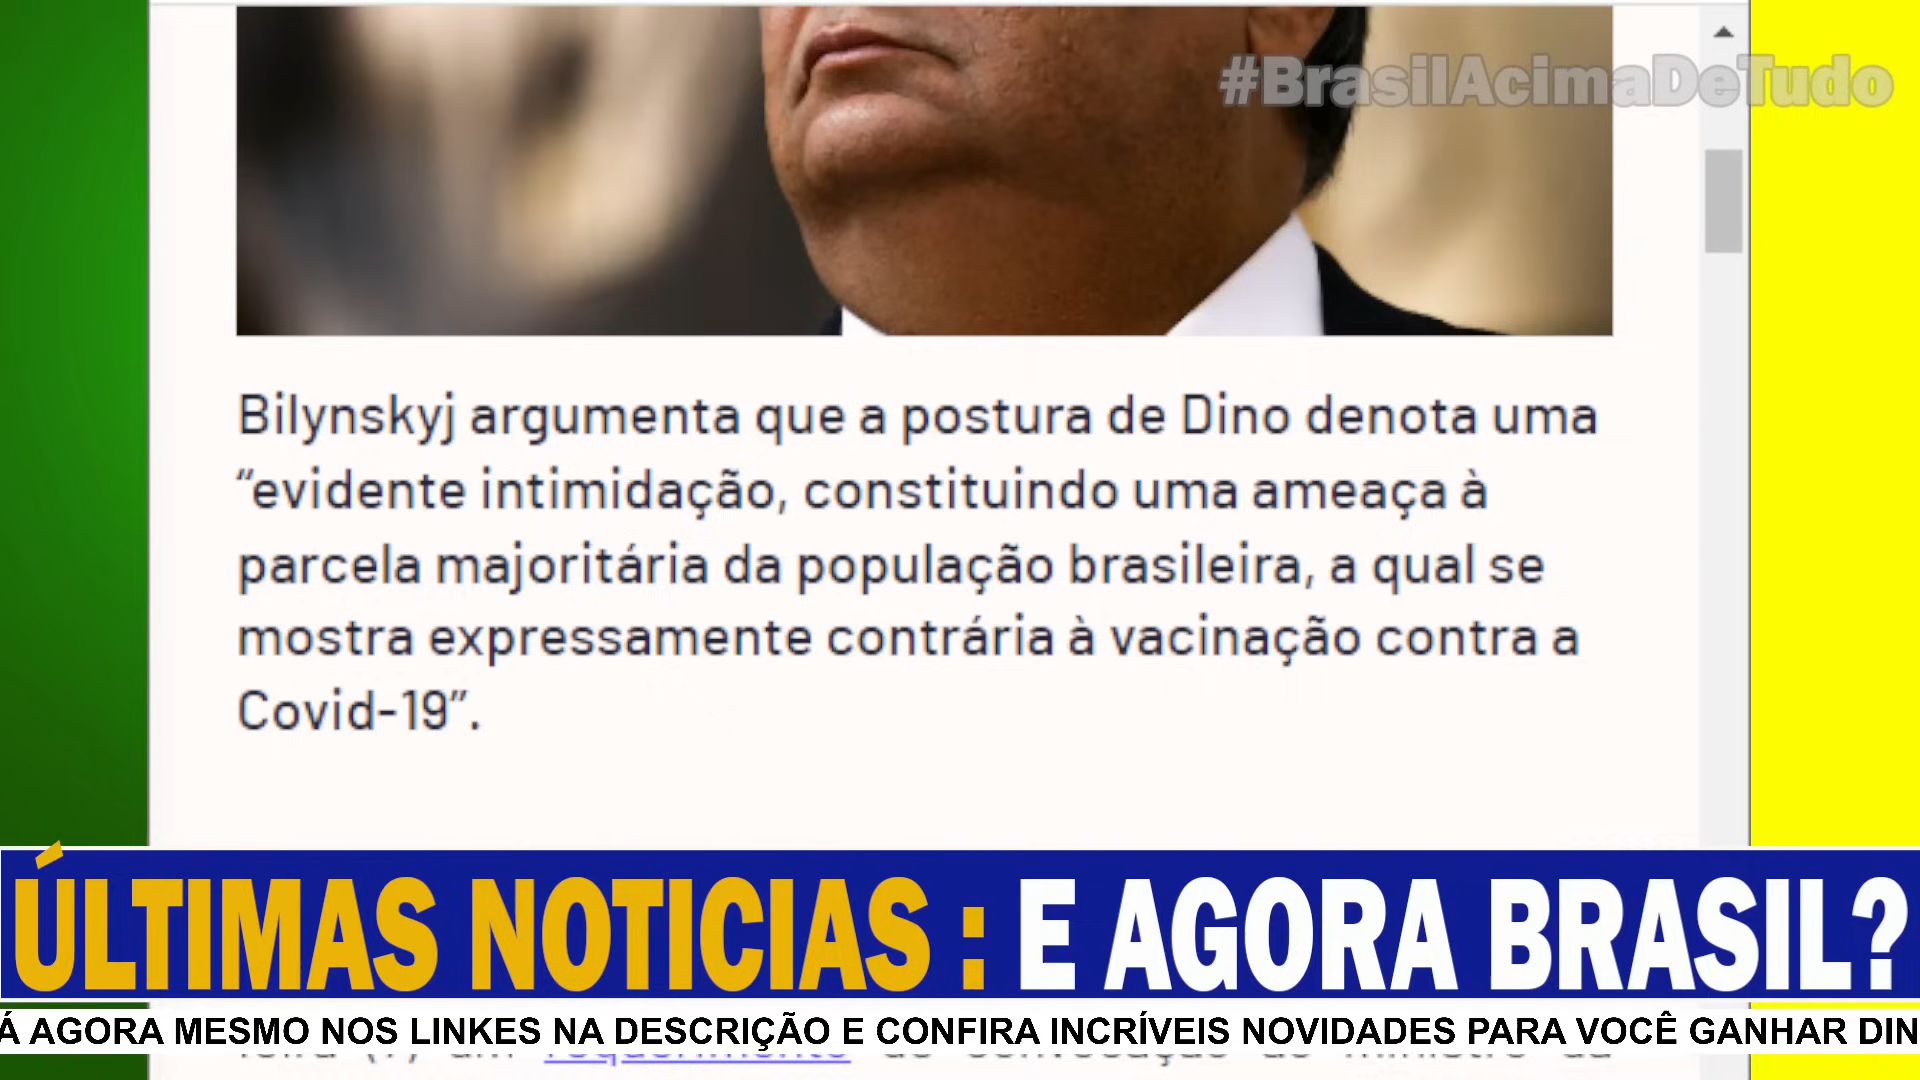 #BrasilAcimaDeTudo
Bilynskyj argumenta que a postura de Dino denota uma
“evidente intimidação, constituindo uma ameaça à
parcela majoritária da população brasileira, a qual se
mostra expressamente contrária à vacinação contra a
Covid-19”.
ÚLTIMAS NOTICIAS : E AGORA BRASIL?
Á AGORA MESMO NOS LINKES NA DESCRIÇÃO E CONFIRA INCRÍVEIS NOVIDADES PARA VOCÊ GANHAR DIN